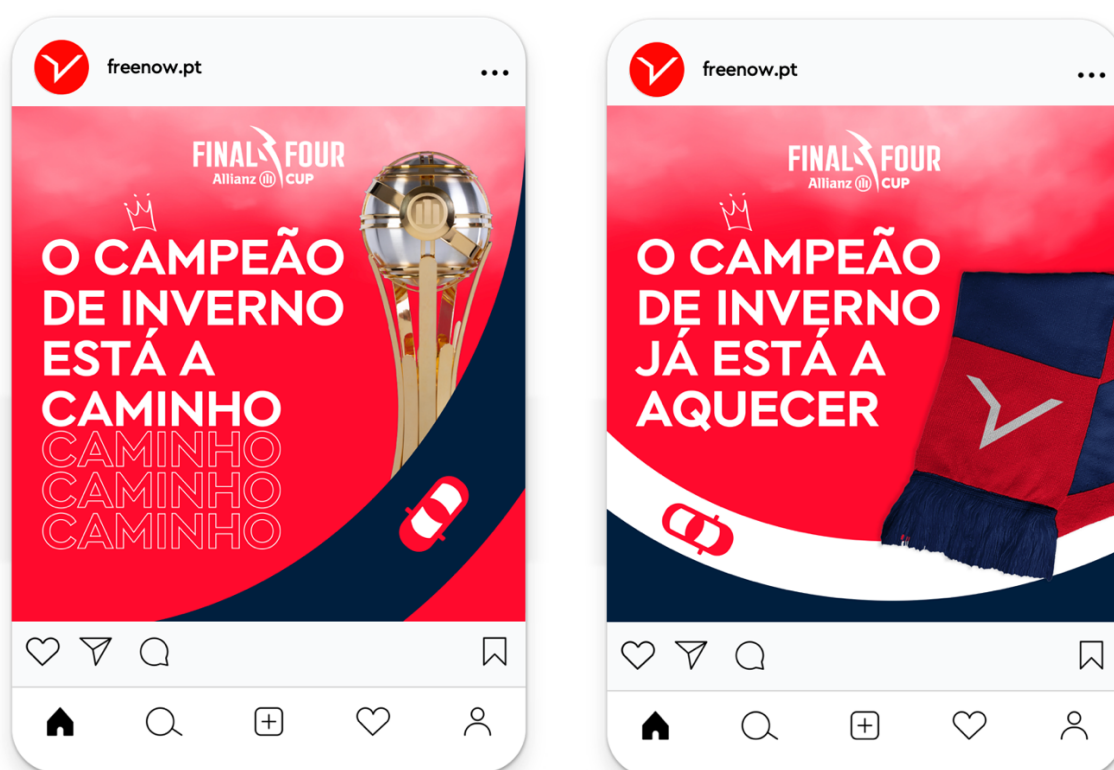 freenow.pt
FINAL FOUR
Allianz CUP
O CAMPEÃO
DE INVERNO
ESTÁ A
CAMINHO
CAMINHO
CAMINHO
CAMINHO
freenow.pt
FINAL FOUR
Allianz CUP
O CAMPEÃO
DE INVERNO
JÁ ESTÁ A
AQUECER